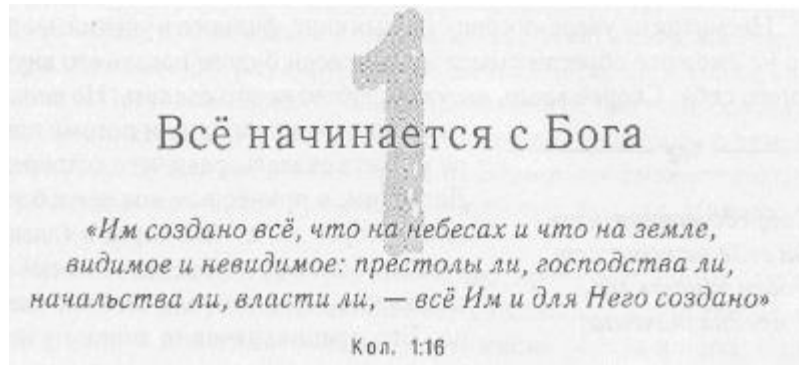 1
Всё начинается с Бога
«Им создано всё, что на небесах и что на земле,
видимое и невидимое: престолы ли, господства ли,
начальства ли, власти ли, — всё Им и для Него создано»
Кол. 1:16